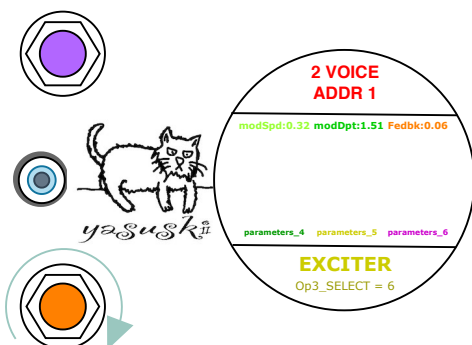 2 VOICE
ADDR 1
modSpd:0.32 modDpt:1.51 Fedbk:0.06
yasuskiii
parameters_4 parameters_5 parameters_6
EXCITER
Op3_SELECT = 6